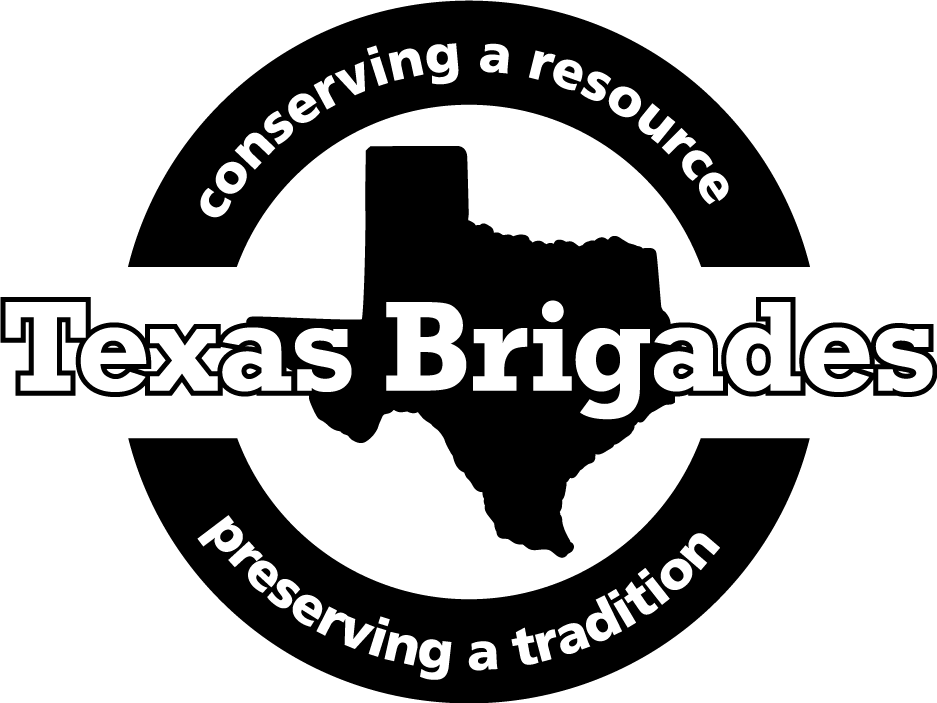 conserving a resource
Texas Brigades
preserving a tradition